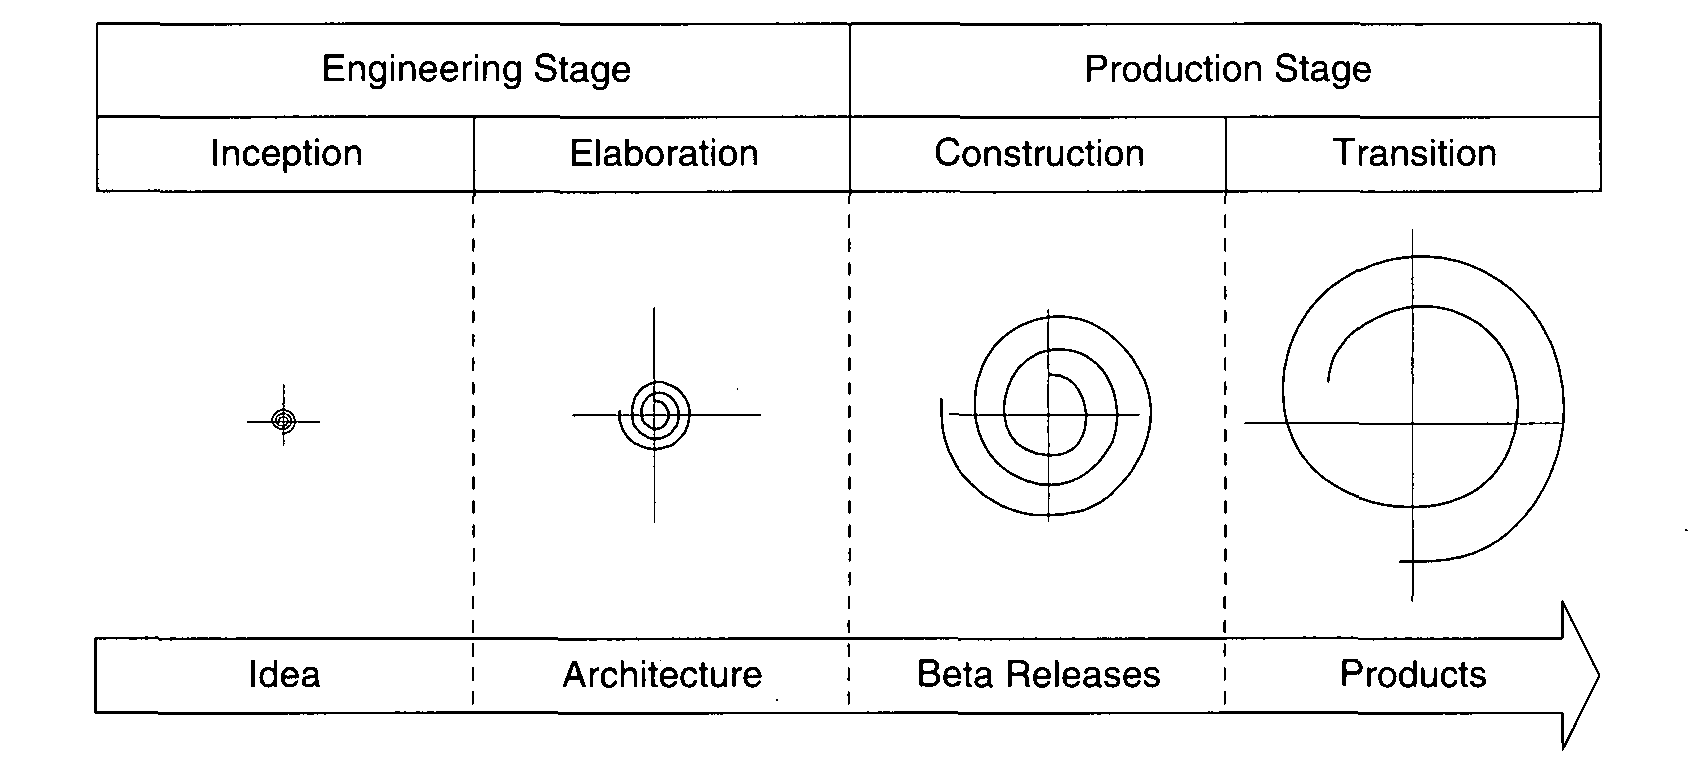 Engineering Stage Production Stage
Inception Elaboration Construction Transition
Idea Architecture Beta Releases Products